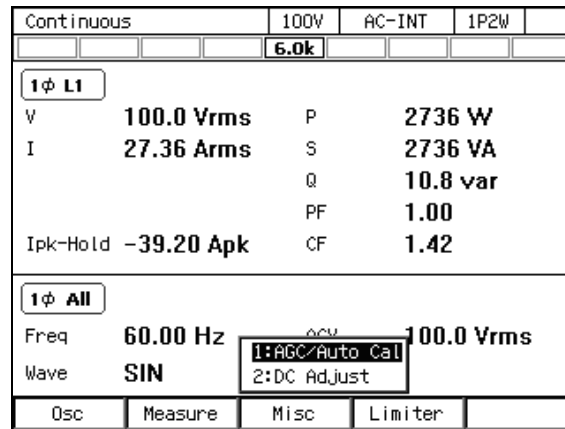 Continuous 100V AC-INT 1P2W
6.0k
1ϕ L1
V 100.0 Vrms P 2736 W
I 27.36 Arms S 2736 VA
Q 10.8 var
PF 1.00
Ipk-Hold -39.20 Apk CF 1.42
1ϕ All
Freq 60.00 Hz ACV 100.0 Vrms
1:AGC/Auto Cal
Wave SIN 2:DC Adjust
Osc Measure Misc Limiter